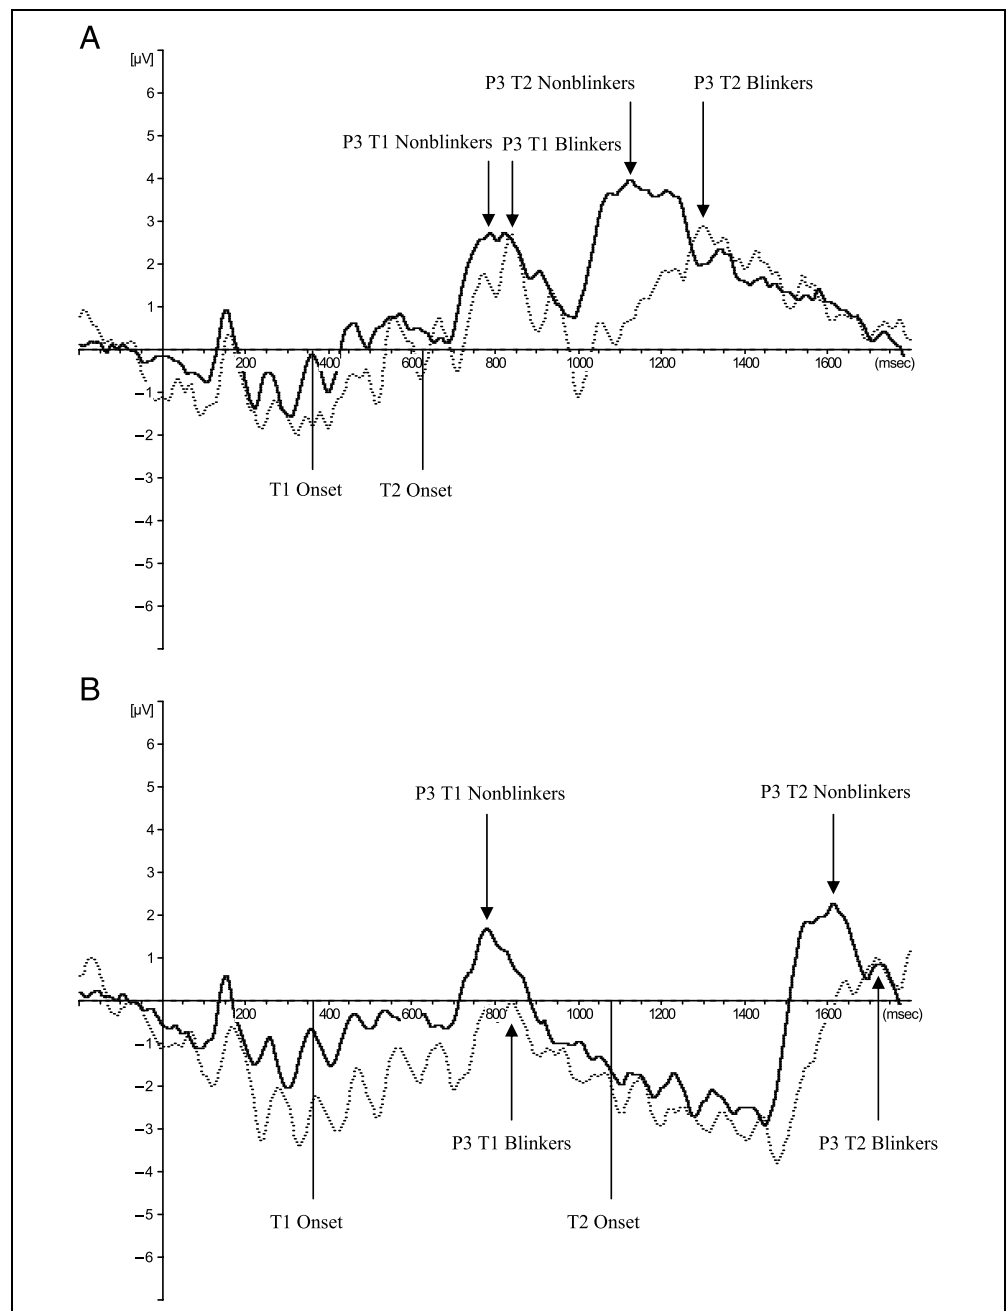 A
[µV]
P3 T2 Nonblinkers P3 T2 Blinkers
6
5
P3 T1 Nonblinkers P3 T1 Blinkers
4
3
2
1
200 400 600 800 1000 1200 1400 1600 (msec)
−1
−2
−3
T1 Onset T2 Onset
−4
−5
−6
B
[µV]
6
5
P3 T1 Nonblinkers P3 T2 Nonblinkers
4
3
2
1
200 400 600 800 1000 1200 1400 1600 (msec)
−1
−2
−3
P3 T1 Blinkers P3 T2 Blinkers
−4
−5
T1 Onset T2 Onset
−6